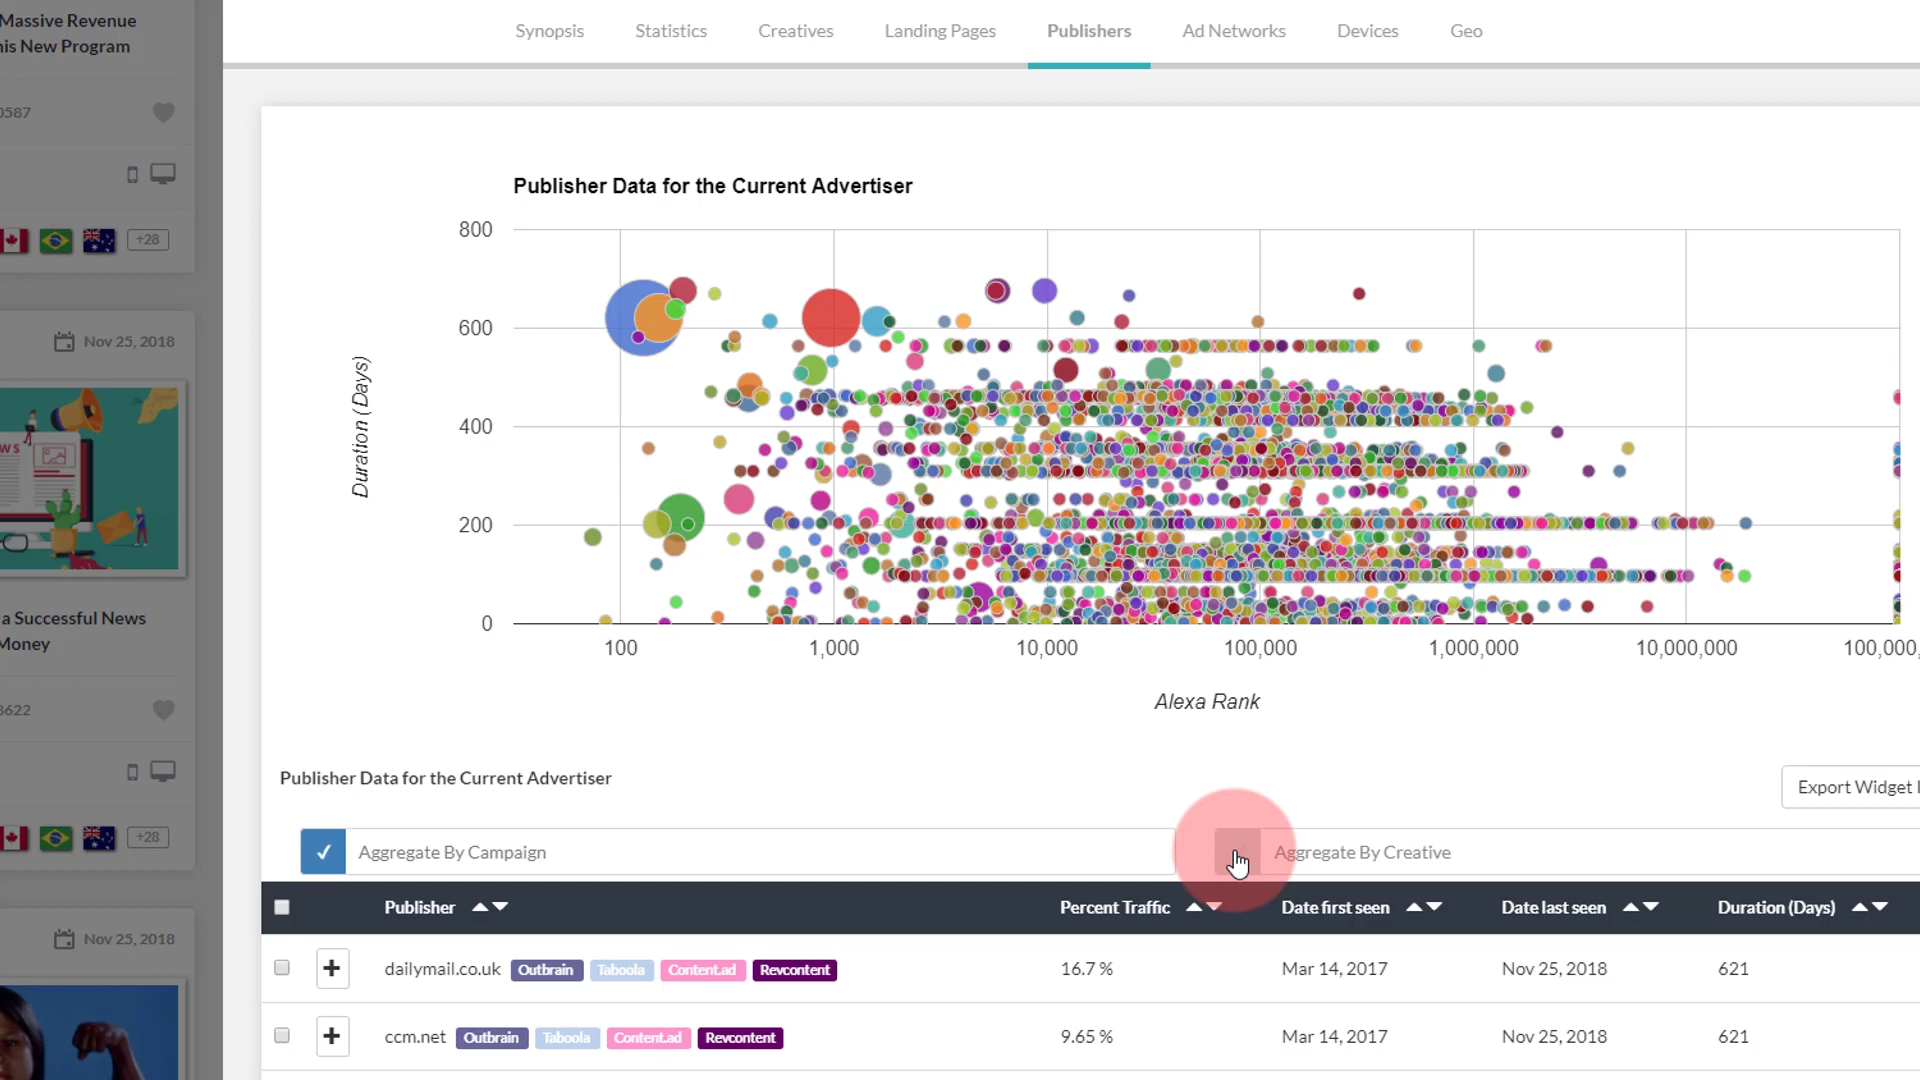 Massive Revenue
his New Program
0587
+28
Nov 25, 2018
a Successful News
Money
3622
+28
Nov 25, 2018
Synopsis Statistics Creatives Landing Pages Publishers Ad Networks Devices Geo
Publisher Data for the Current Advertiser
800
600
400
200
0
Duration (Days)
100 1,000 10,000 100,000 1,000,000 10,000,000 100,000,
Alexa Rank
Publisher Data for the Current Advertiser
Export Widget
Aggregate By Campaign Aggregate By Creative
Publisher Percent Traffic Date first seen Date last seen Duration (Days)
dailymail.co.uk Outbrain Taboola Content.ad Revcontent 16.7 % Mar 14, 2017 Nov 25, 2018 621
ccm.net Outbrain Taboola Content.ad Revcontent 9.65 % Mar 14, 2017 Nov 25, 2018 621